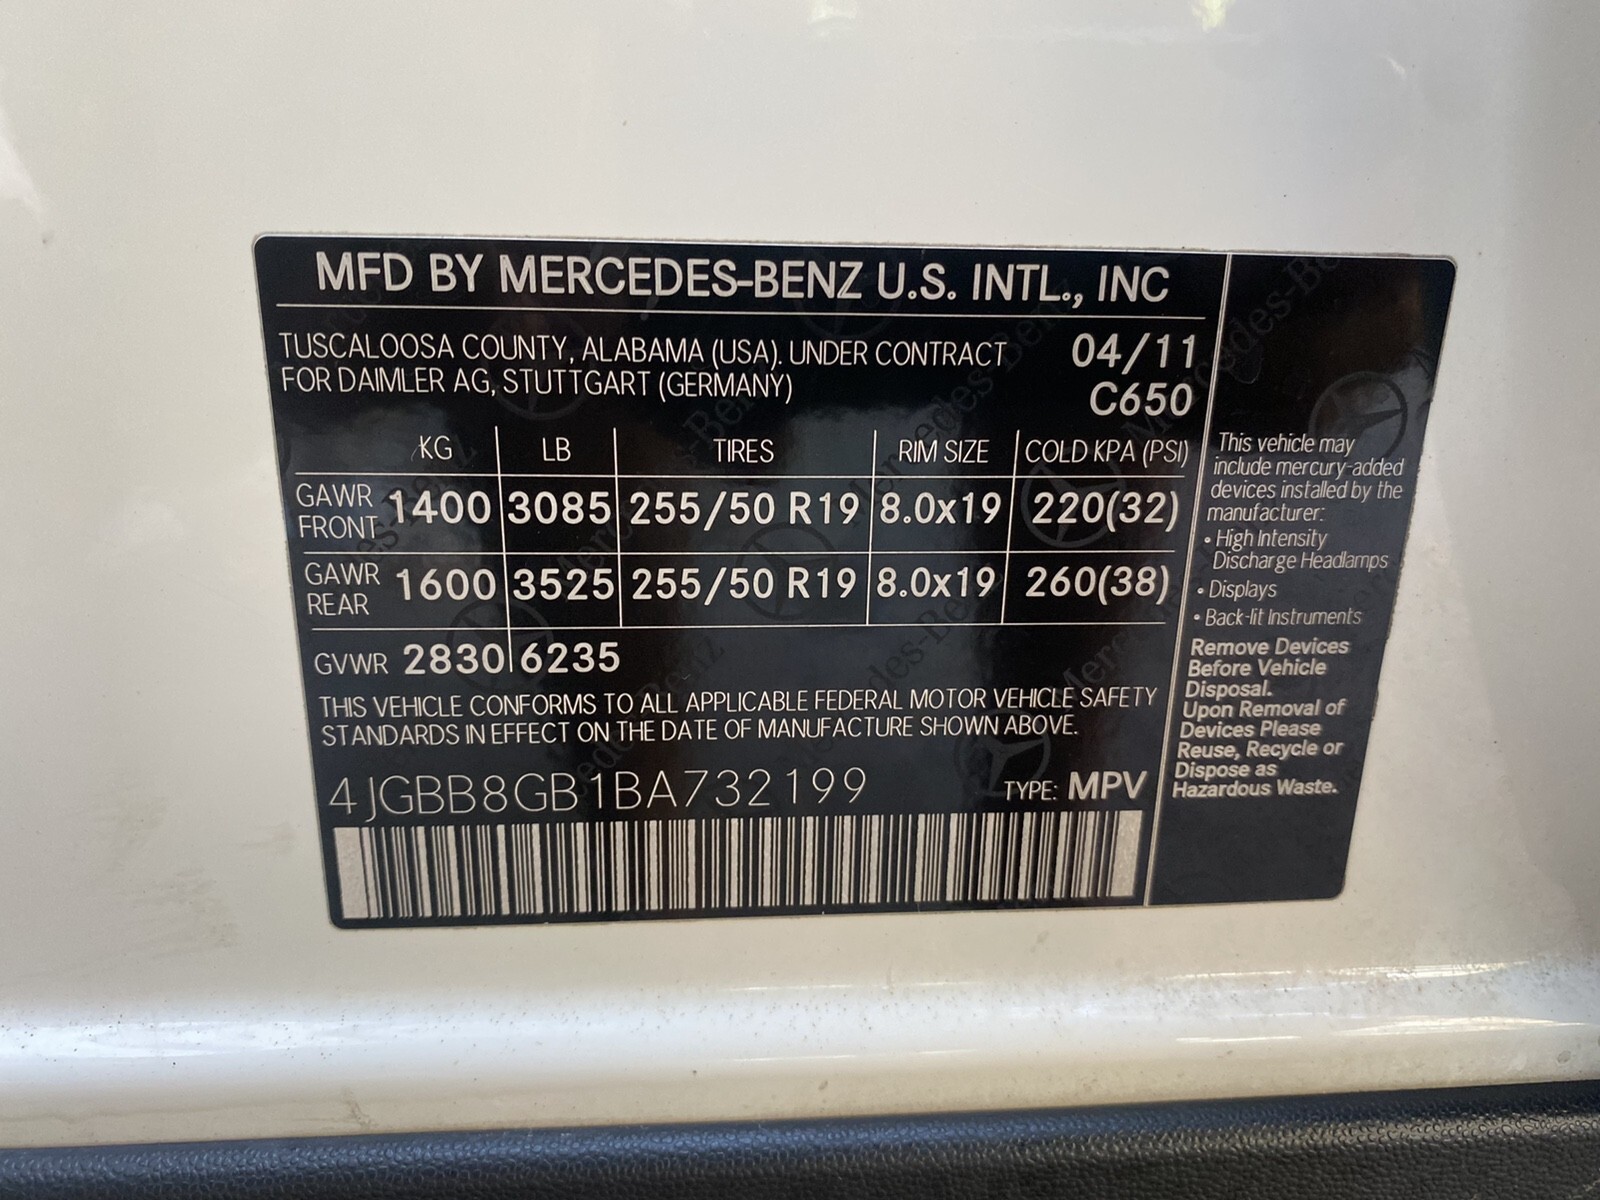 MFD BY MERCEDES-BENZ U.S. INTL., INC
TUSCALOOSA COUNTY, ALABAMA (USA). UNDER CONTRACT 04/11
FOR DAIMLER AG, STUTTGART (GERMANY) C650
KG LB TIRES RIM SIZE COLD KPA (PSI)
GAWR FRONT 1400 3085 255/50 R19 8.0x19 220(32)
GAWR REAR 1600 3525 255/50 R19 8.0x19 260(38)
GVWR 2830 6235
THIS VEHICLE CONFORMS TO ALL APPLICABLE FEDERAL MOTOR VEHICLE SAFETY
STANDARDS IN EFFECT ON THE DATE OF MANUFACTURE SHOWN ABOVE.
4JGBB8GB1BA732199 TYPE: MPV
This vehicle may
include mercury-added
devices installed by the
manufacturer:
• High Intensity
Discharge Headlamps
• Displays
• Back-lit Instruments
Remove Devices
Before Vehicle
Disposal.
Upon Removal of
Devices Please
Reuse, Recycle or
Dispose as
Hazardous Waste.